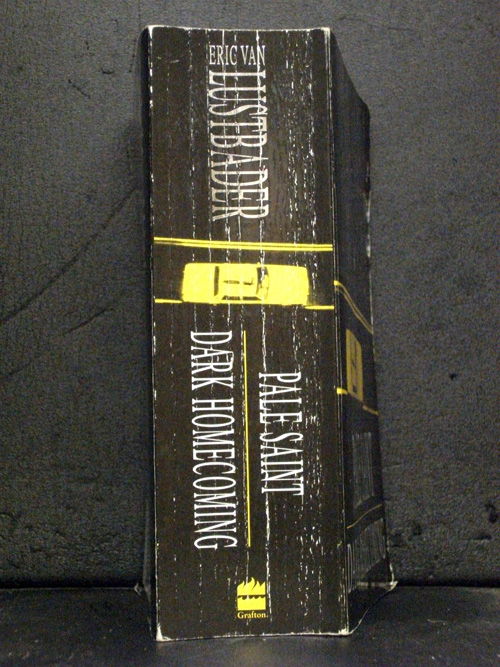 ERIC VAN
LUSTBADER
PALE SAINT
DARK HOMECOMING
Grafton